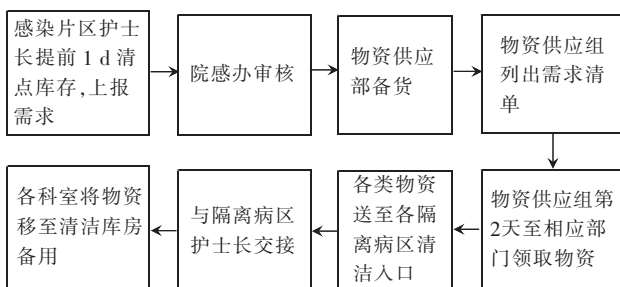 感染片区护士
长提前 1 d 清
点库存,上报
需求
院感办审核
物资供应
部备货
物资供应组
列出需求清
单
物资供应组第
2天至相应部
门领取物资
各类物资
送至各隔
离病区清
洁入口
与隔离病区
护士长交接
各科室将物资
移至清洁库房
备用